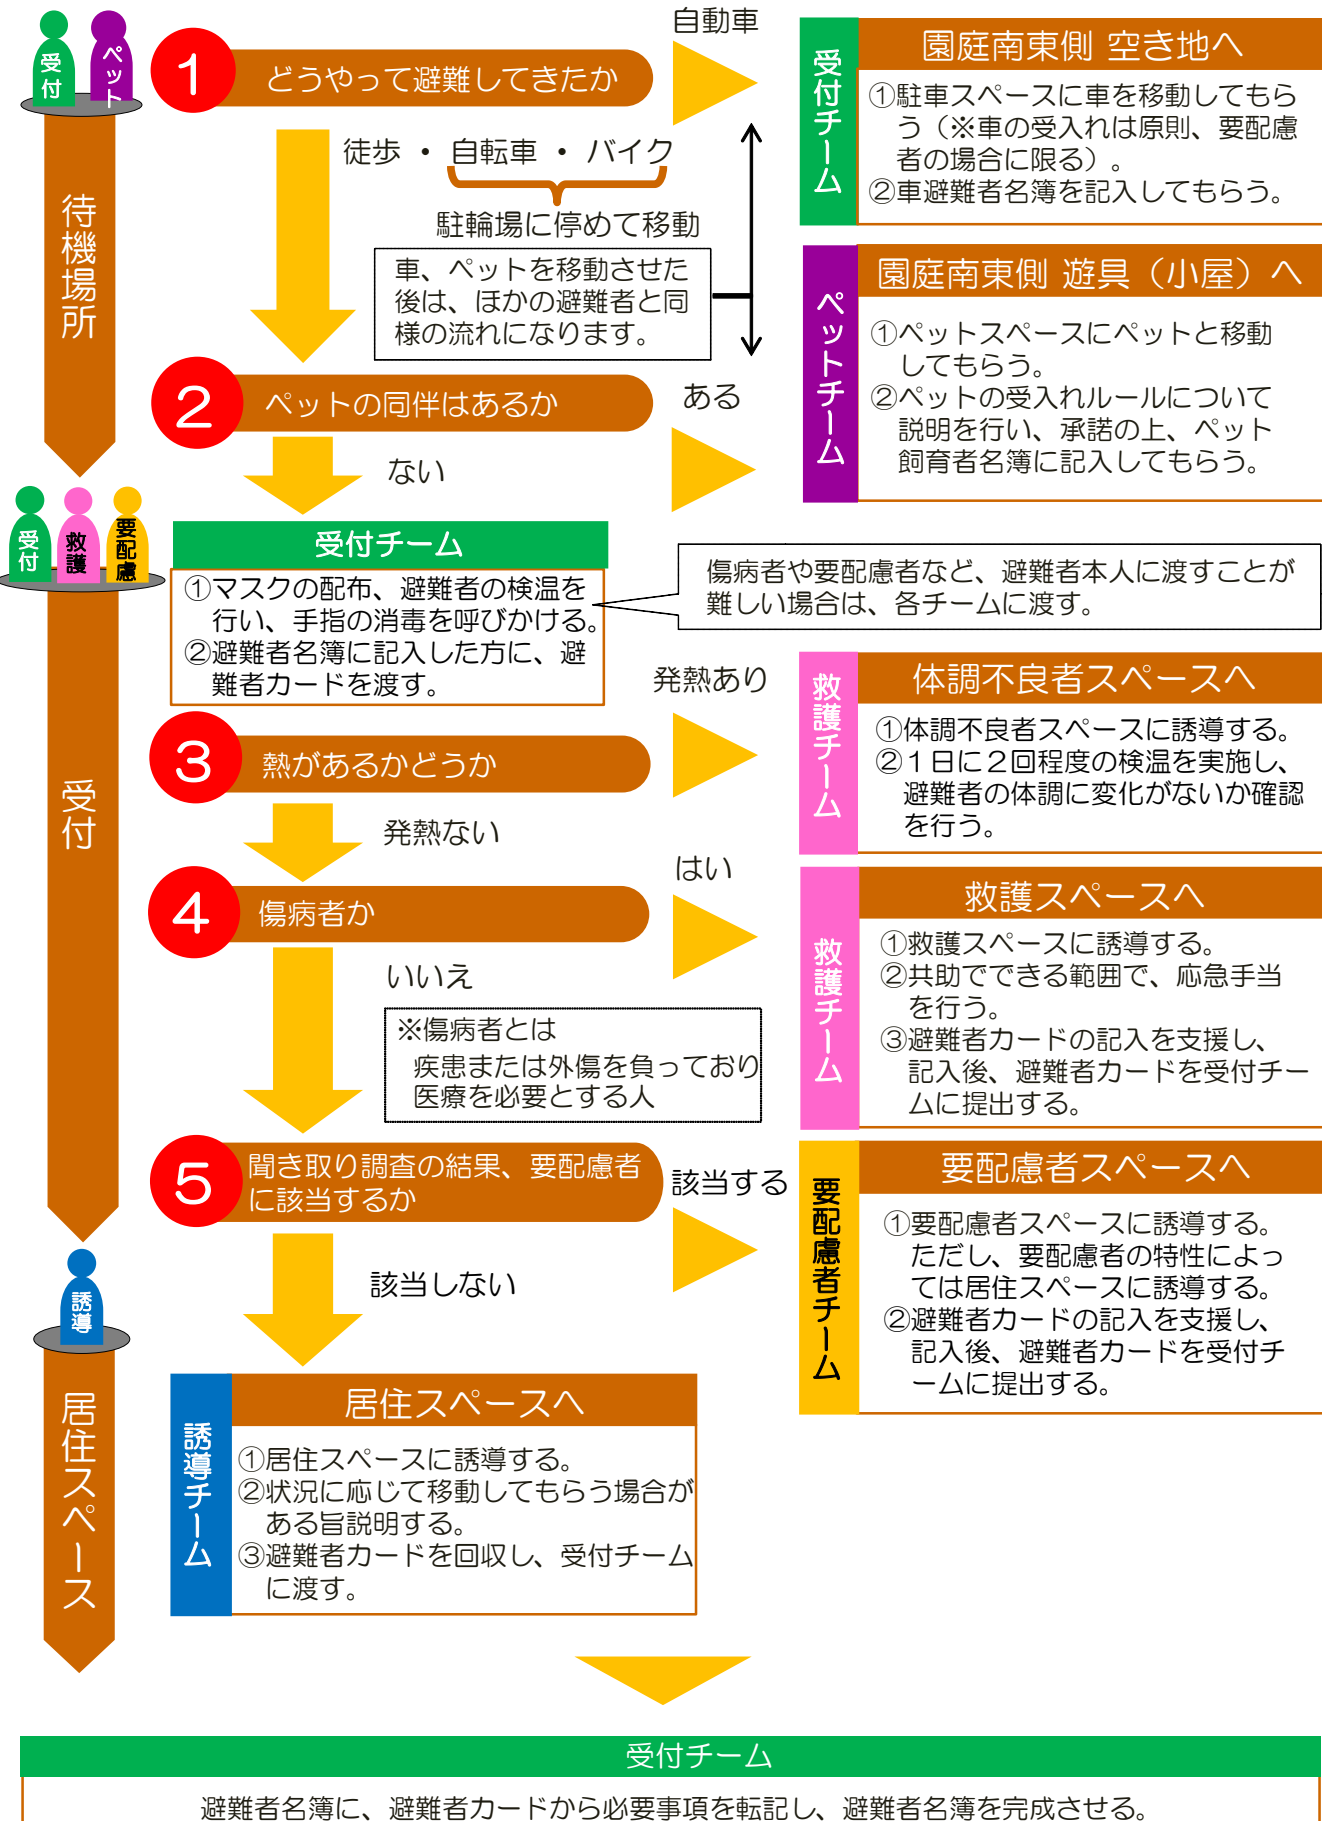 受付
ペット
1
どうやって避難してきたか
自動車
受付チーム
園庭南東側 空き地へ
①駐車スペースに車を移動してもら
う（※車の受入れは原則、要配慮
者の場合に限る）。
②車避難者名簿を記入してもらう。
待機場所
徒歩 ・ 自転車 ・ バイク
駐輪場に停めて移動
車、ペットを移動させた
後は、ほかの避難者と同
様の流れになります。
ペットチーム
園庭南東側 遊具（小屋）へ
①ペットスペースにペットと移動
してもらう。
②ペットの受入れルールについて
説明を行い、承諾の上、ペット
飼育者名簿に記入してもらう。
2
ペットの同伴はあるか
ある
ない
受付
救護
要配慮
受付チーム
①マスクの配布、避難者の検温を
行い、手指の消毒を呼びかける。
②避難者名簿に記入した方に、避
難者カードを渡す。
傷病者や要配慮者など、避難者本人に渡すことが
難しい場合は、各チームに渡す。
受付
3
熱があるかどうか
発熱あり
発熱ない
救護チーム
体調不良者スペースへ
①体調不良者スペースに誘導する。
②１日に２回程度の検温を実施し、
避難者の体調に変化がないか確認
を行う。
4
傷病者か
はい
いいえ
※傷病者とは
疾患または外傷を負っており
医療を必要とする人
救護チーム
救護スペースへ
①救護スペースに誘導する。
②共助でできる範囲で、応急手当
を行う。
③避難者カードの記入を支援し、
記入後、避難者カードを受付チー
ムに提出する。
5
聞き取り調査の結果、要配慮者
に該当するか
該当する
該当しない
要配慮者チーム
要配慮者スペースへ
①要配慮者スペースに誘導する。
ただし、要配慮者の特性によっ
ては居住スペースに誘導する。
②避難者カードの記入を支援し、
記入後、避難者カードを受付チ
ームに提出する。
誘導
居住スペース
誘導チーム
居住スペースへ
①居住スペースに誘導する。
②状況に応じて移動してもらう場合が
ある旨説明する。
③避難者カードを回収し、受付チーム
に渡す。
受付チーム
避難者名簿に、避難者カードから必要事項を転記し、避難者名簿を完成させる。